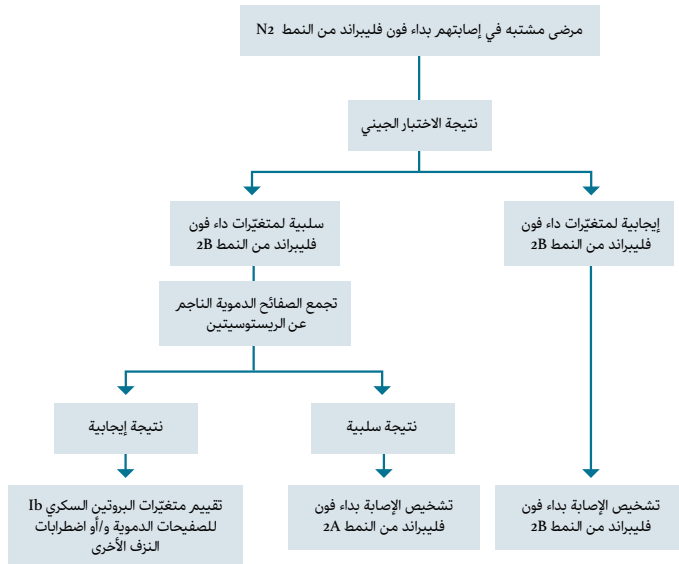 مرضى مشتبه في إصابتهم بداء فون فليبراند من النمط N2
نتيجة الاختبار الجيني
إيجابية لمتغيّرات داء فون
فليبراند من النمط 2B
سلبية لمتغيّرات داء فون
فليبراند من النمط 2B
تجمع الصفائح الدموية الناجم
عن الريستوسيتين
نتيجة سلبية
نتيجة إيجابية
تشخيص الإصابة بداء فون
فليبراند من النمط 2B
تشخيص الإصابة بداء فون
فليبراند من النمط 2A
تقييم متغيّرات البروتين السكري Ib
للصفيحات الدموية و/أو اضطرابات
النزف الأخرى